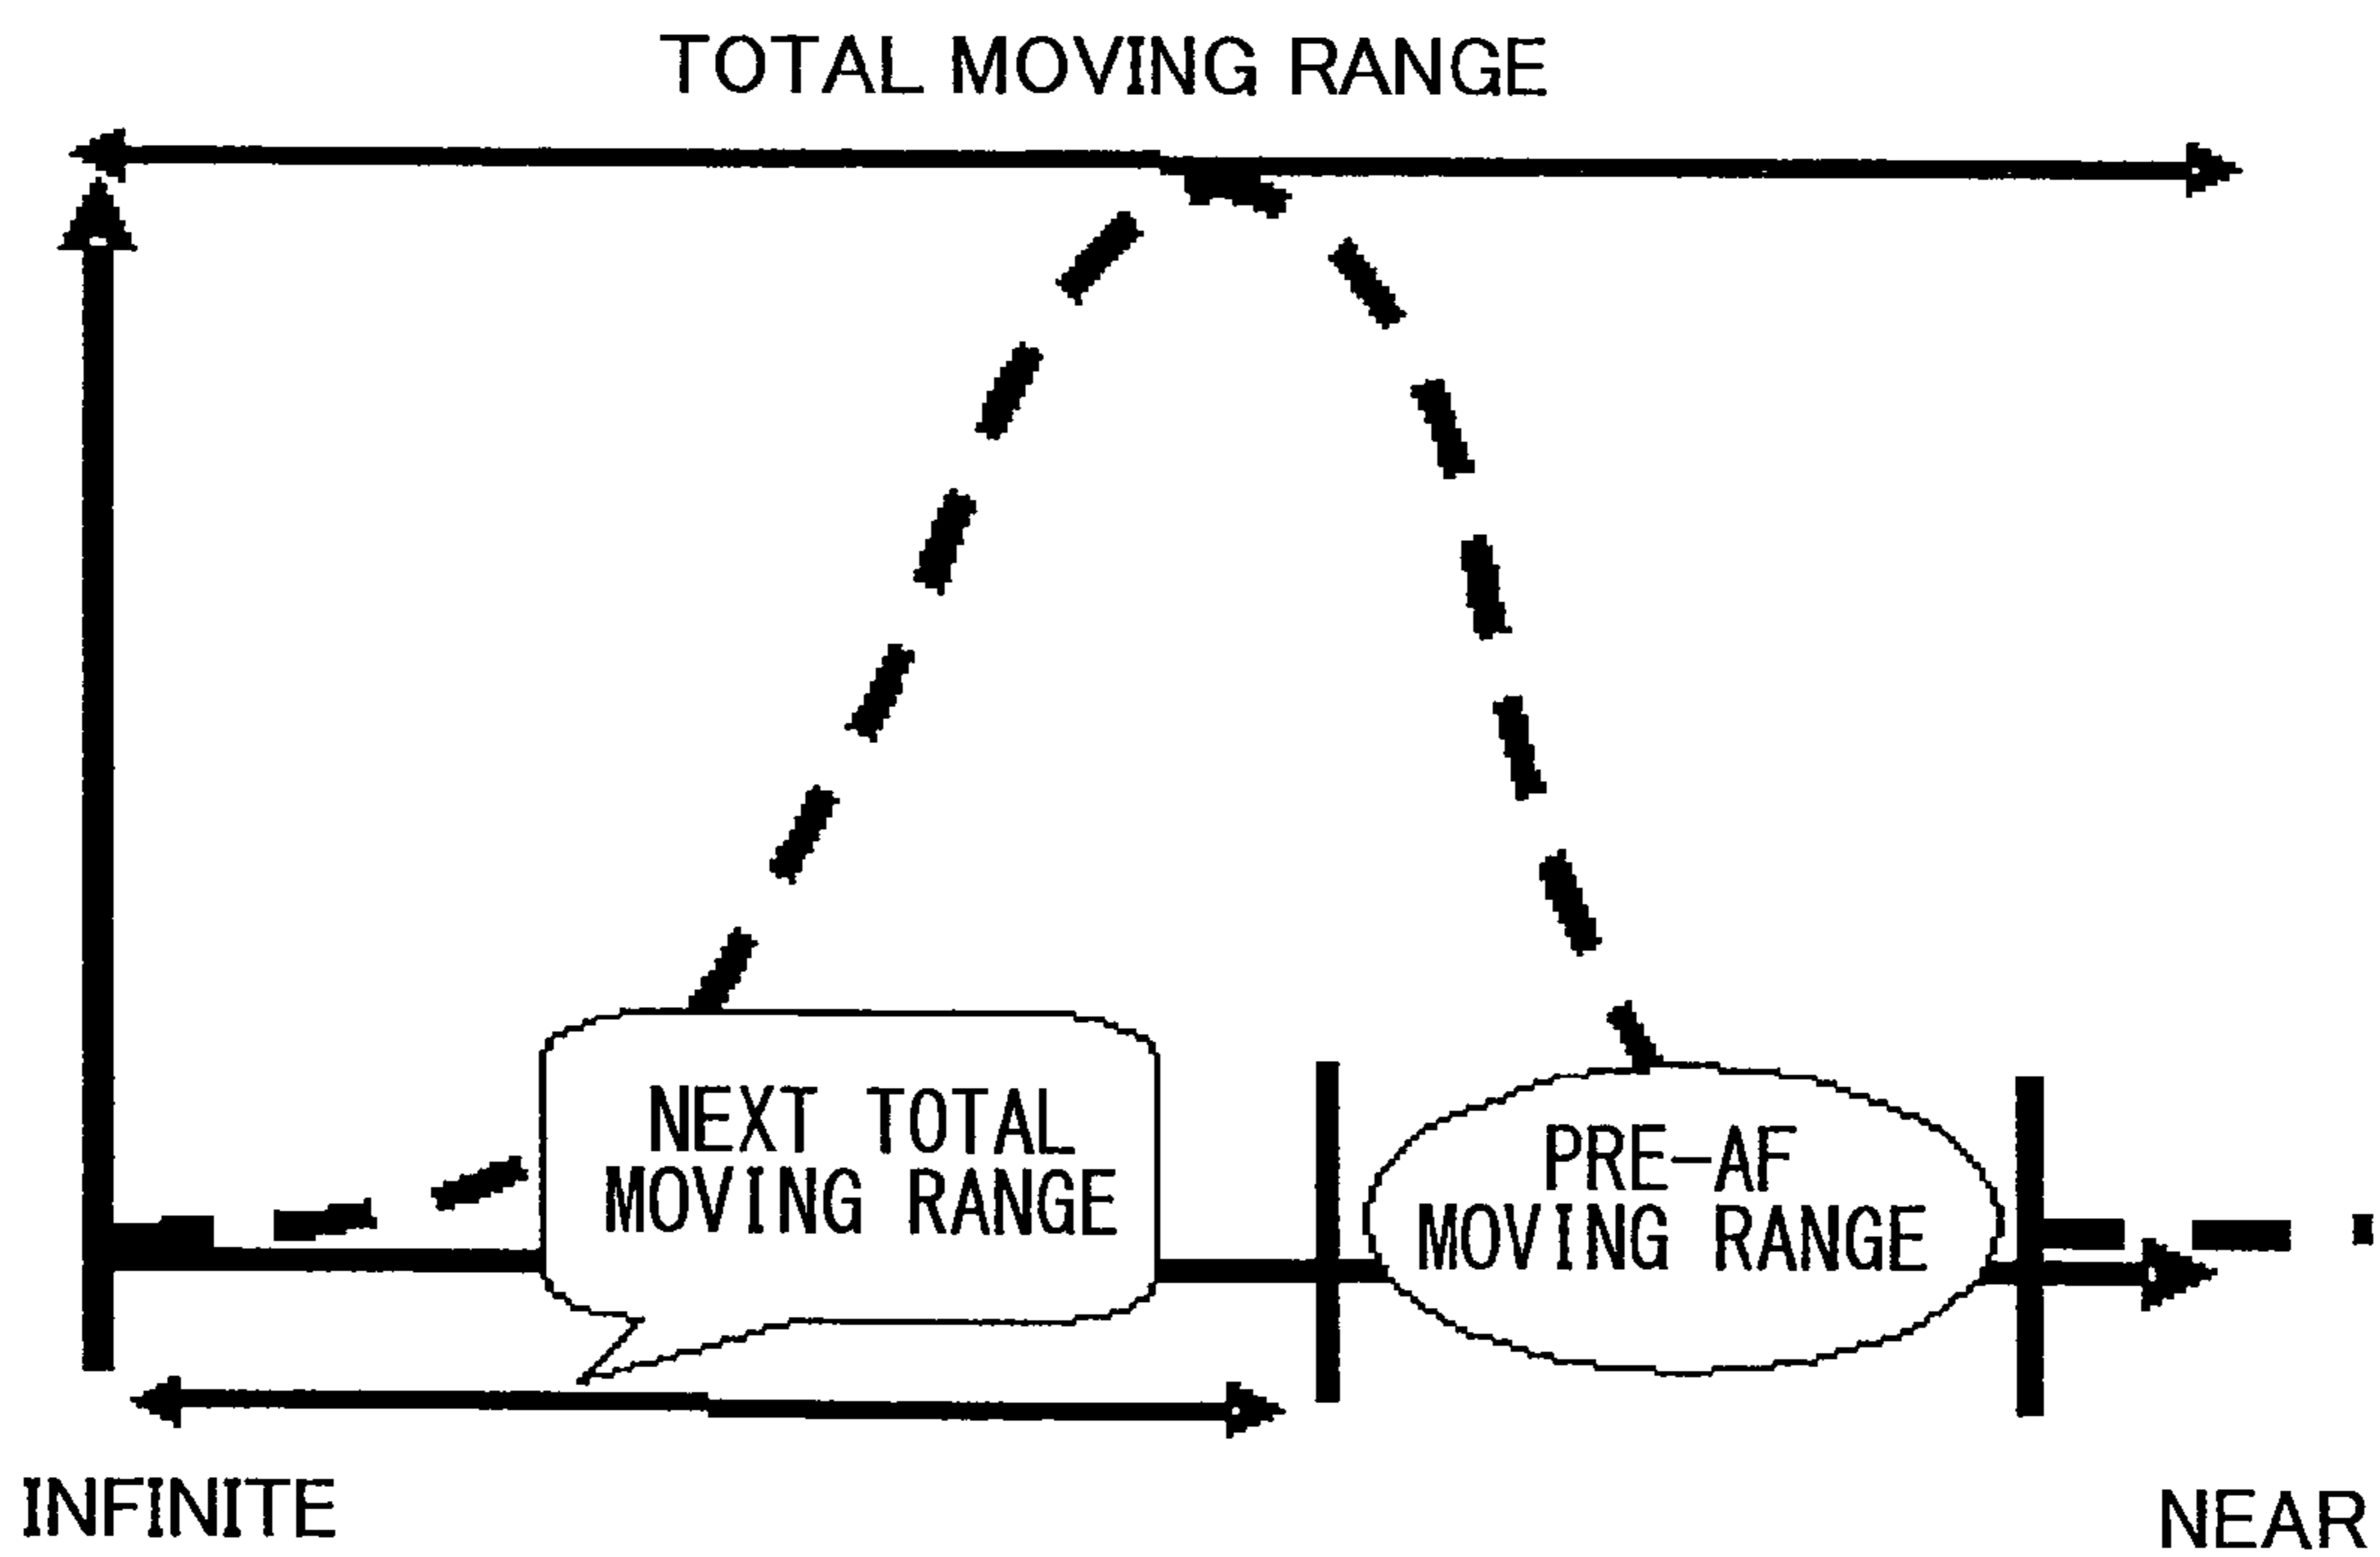 TOTAL MOVING RANGE
NEXT TOTAL
MOVING RANGE
PRE-AF
MOVING RANGE
INFINITE
NEAR